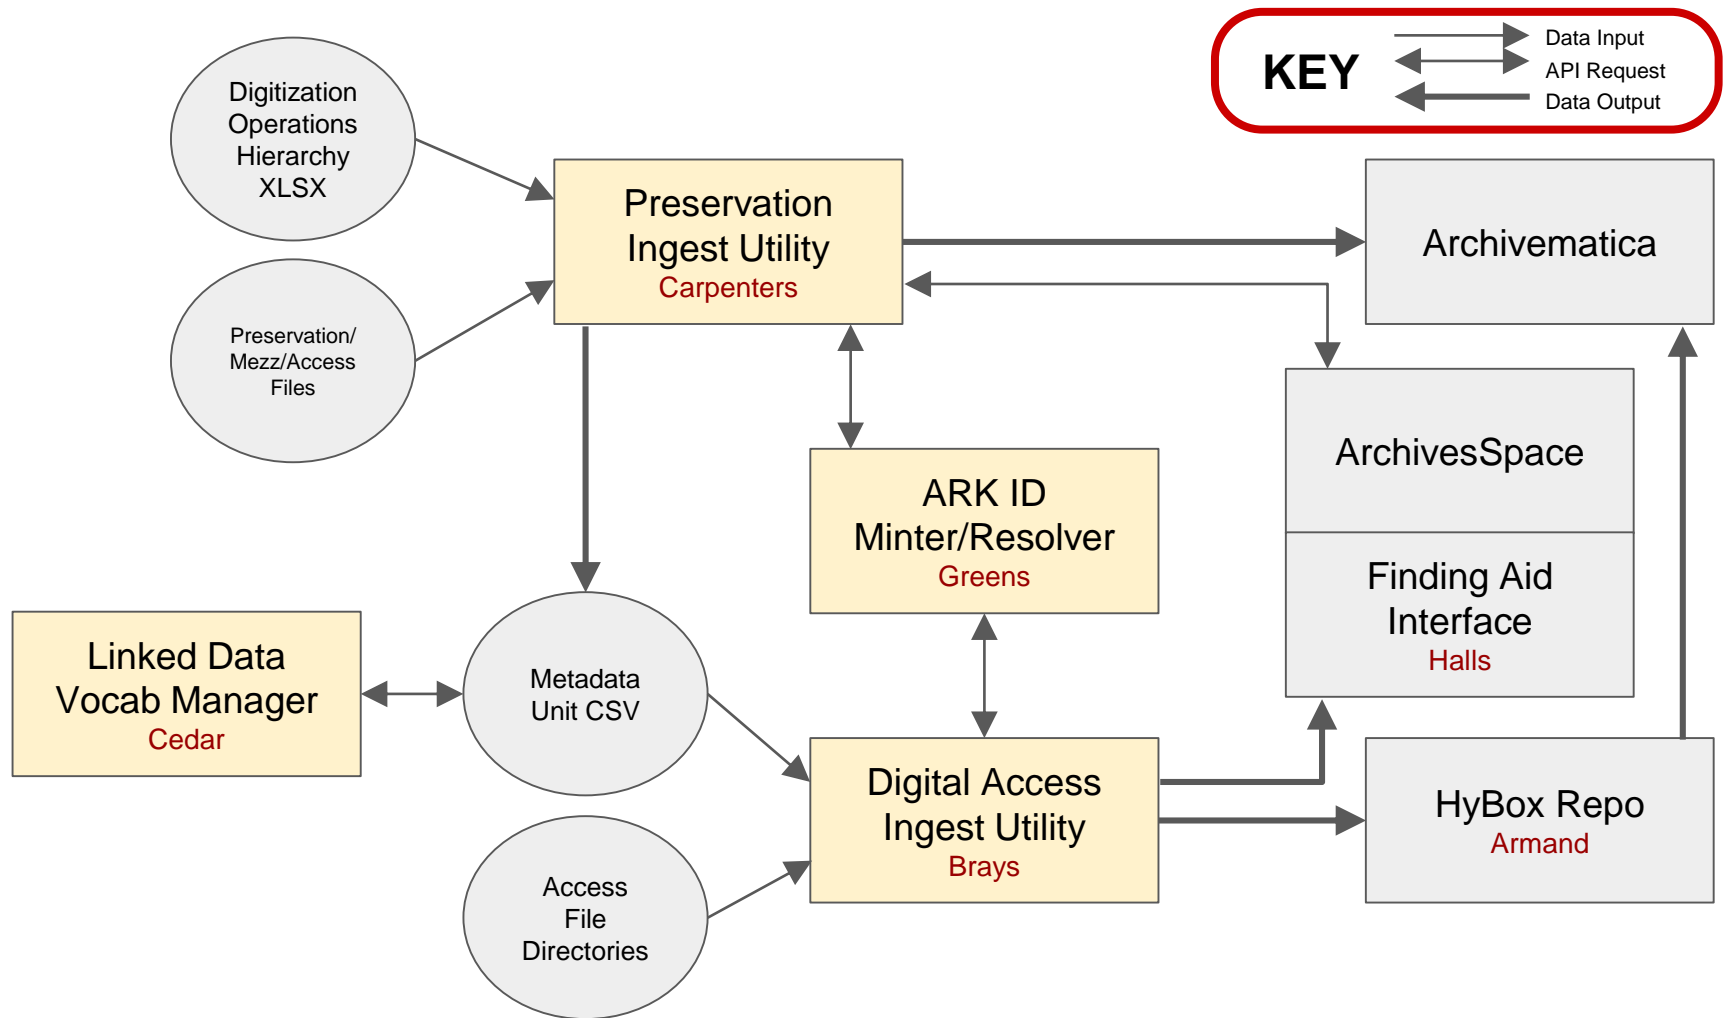 KEY
Data Input
API Request
Data Output
Digitization
Operations
Hierarchy
XLSX
Preservation
Ingest Utility
Carpenters
Archivematica
Preservation/
Mezz/Access
Files
ArchivesSpace
ARK ID
Minter/Resolver
Greens
Finding Aid
Interface
Halls
Linked Data
Vocab Manager
Cedar
Metadata
Unit CSV
Digital Access
Ingest Utility
Brays
HyBox Repo
Armand
Access
File
Directories